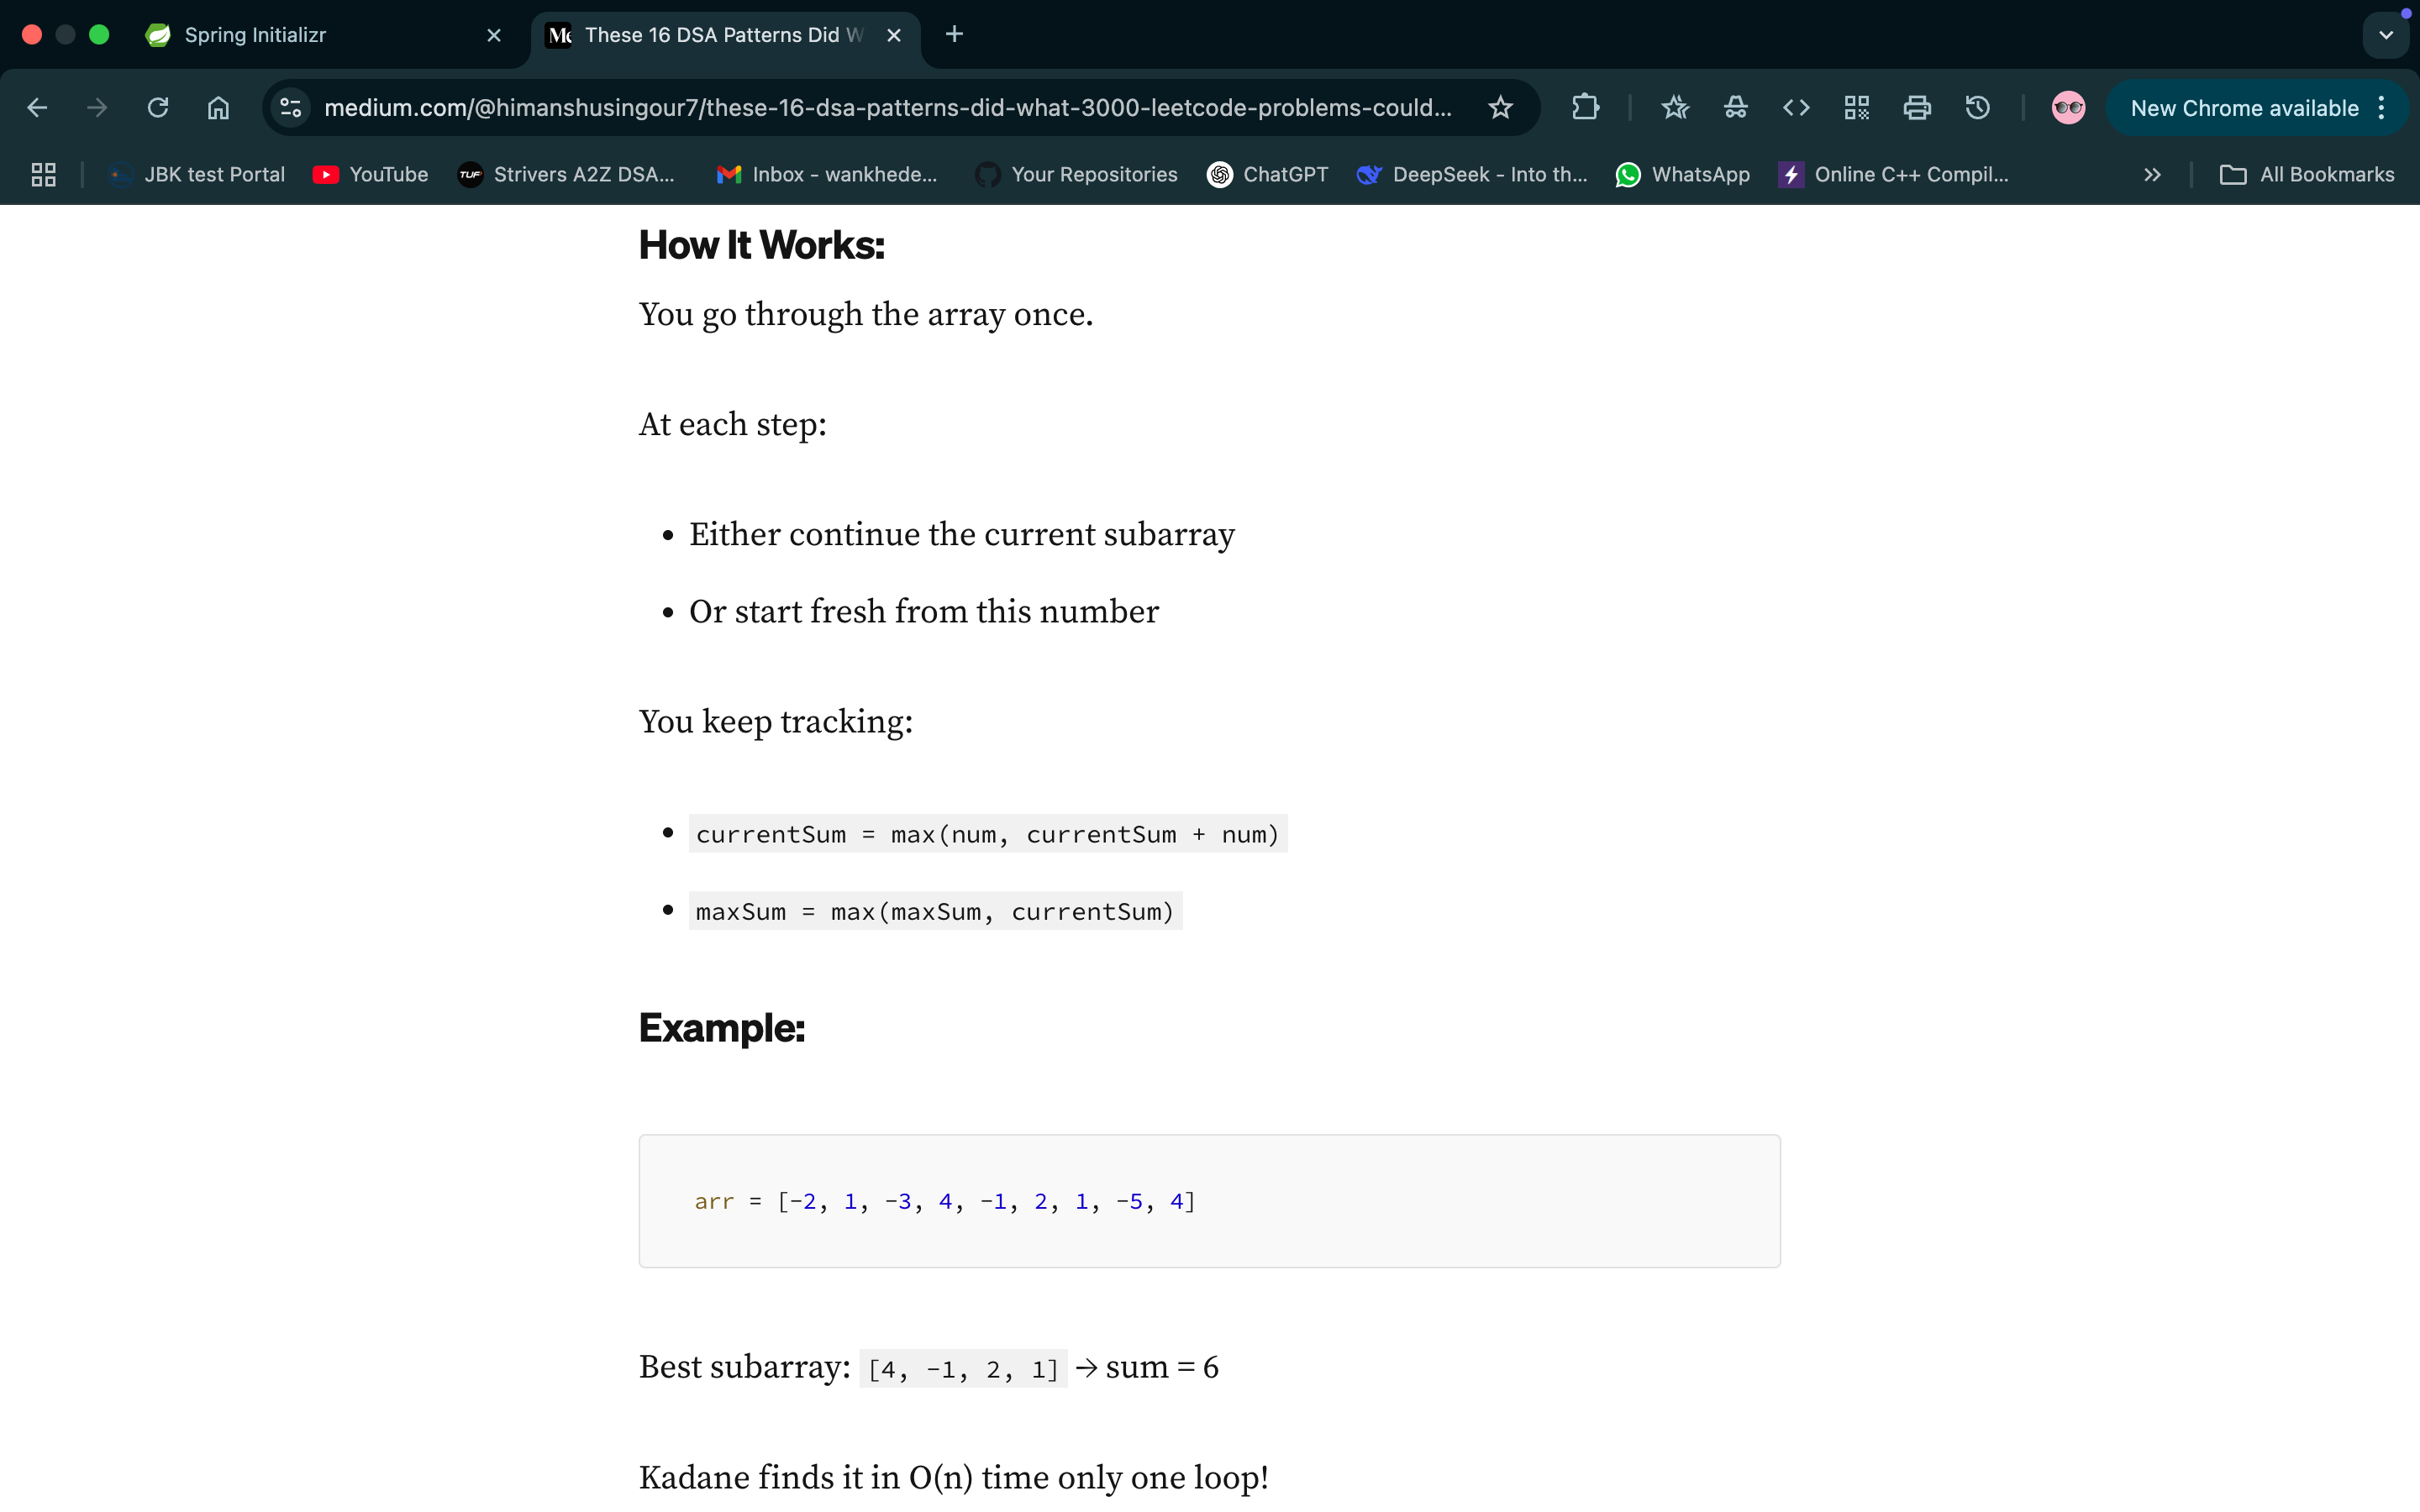 Spring Initializr
These 16 DSA Patterns Did W
medium.com/@himanshusingour7/these-16-dsa-patterns-did-what-3000-leetcode-problems-could...
New Chrome available
JBK test Portal
YouTube
TUF
Strivers A2Z DSA...
Inbox - wankhede...
Your Repositories
ChatGPT
DeepSeek - Into th...
WhatsApp
Online C++ Compil...
All Bookmarks
How It Works:
You go through the array once.
At each step:
• Either continue the current subarray
• Or start fresh from this number
You keep tracking:
• currentSum = max(num, currentSum + num)
• maxSum = max(maxSum, currentSum)
Example:
arr = [-2, 1, -3, 4, -1, 2, 1, -5, 4]
Best subarray: [4, -1, 2, 1] → sum = 6
Kadane finds it in O(n) time only one loop!